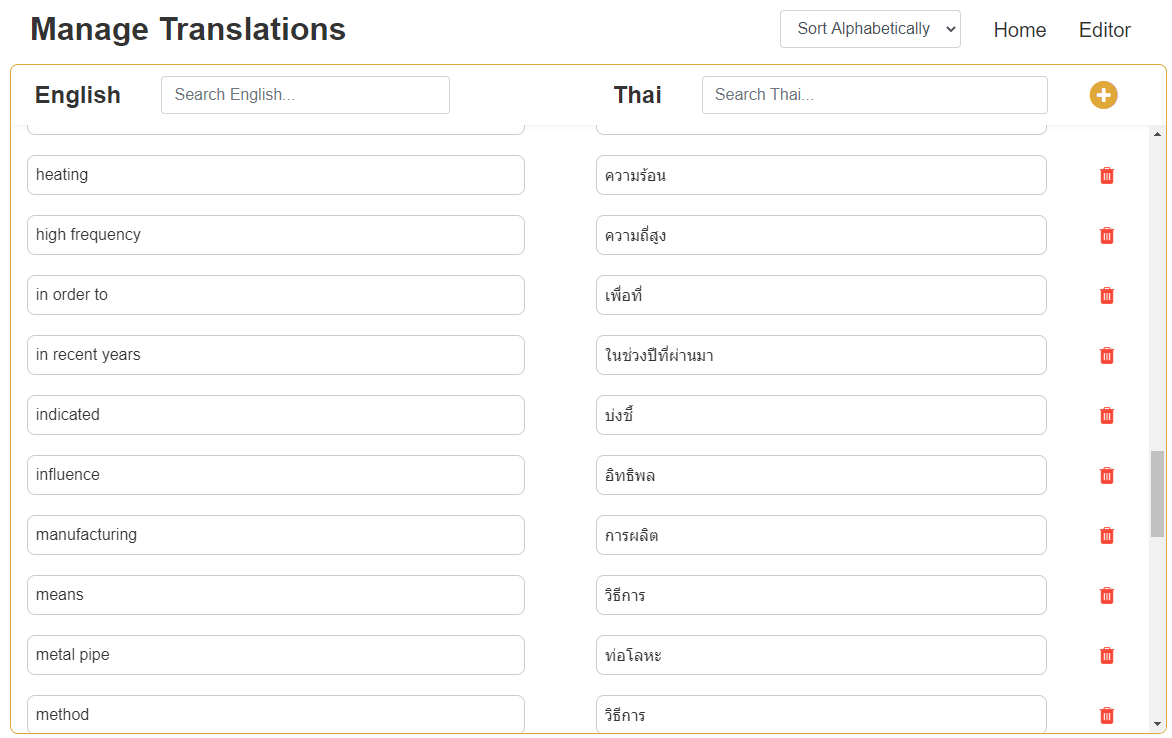 Manage Translations
Sort Alphabetically
Home
Editor
English
Search English...
Thai
Search Thai...
heating
ความร้อน
high frequency
ความถี่สูง
in order to
เพื่อที่
in recent years
ในช่วงปีที่ผ่านมา
indicated
บ่งชี้
influence
อิทธิพล
manufacturing
การผลิต
means
วิธีการ
metal pipe
ท่อโลหะ
method
วิธีการ